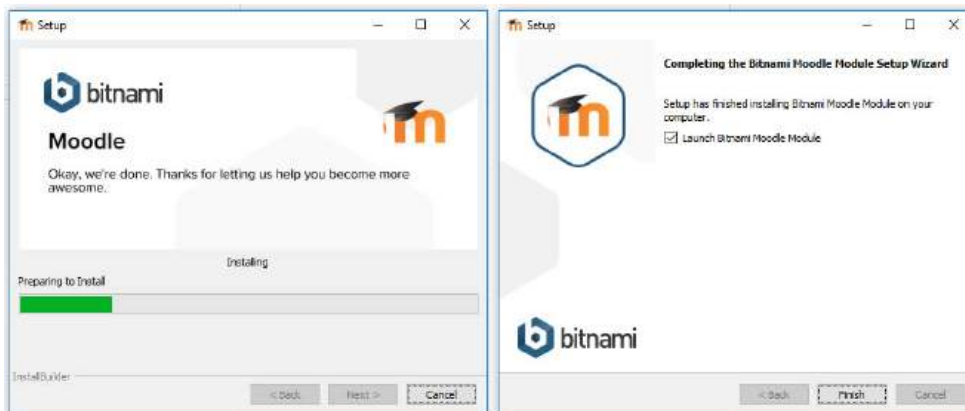 Setup
bitnami
Moodle
Okay, we're done. Thanks for letting us help you become more
awesome.
Installing
Preparing to Install
InstallBuilder
< Back
Next >
Cancel
Setup
Completing the Bitnami Moodle Module Setup Wizard
Setup has finished installing Bitnami Moodle Module on your
computer.
Launch Bitnami Moodle Module
bitnami
< Back
Finish
Cancel